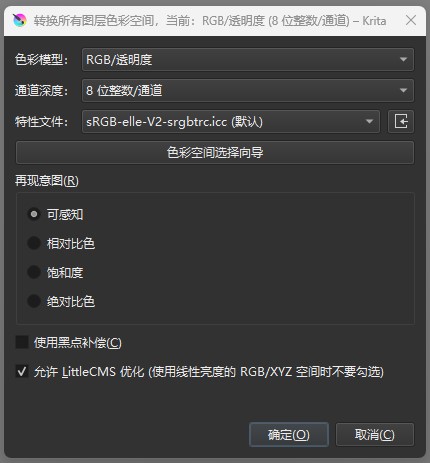 转换所有图层色彩空间，当前：RGB/透明度 (8 位整数/通道) – Krita
色彩模型： RGB/透明度
通道深度： 8 位整数/通道
特性文件： sRGB-elle-V2-srgbtrc.icc (默认)
色彩空间选择向导
再现意图(R)
可感知
相对比色
饱和度
绝对比色
使用黑点补偿(C)
允许 LittleCMS 优化 (使用线性亮度的 RGB/XYZ 空间时不要勾选)
确定(O) 取消(C)